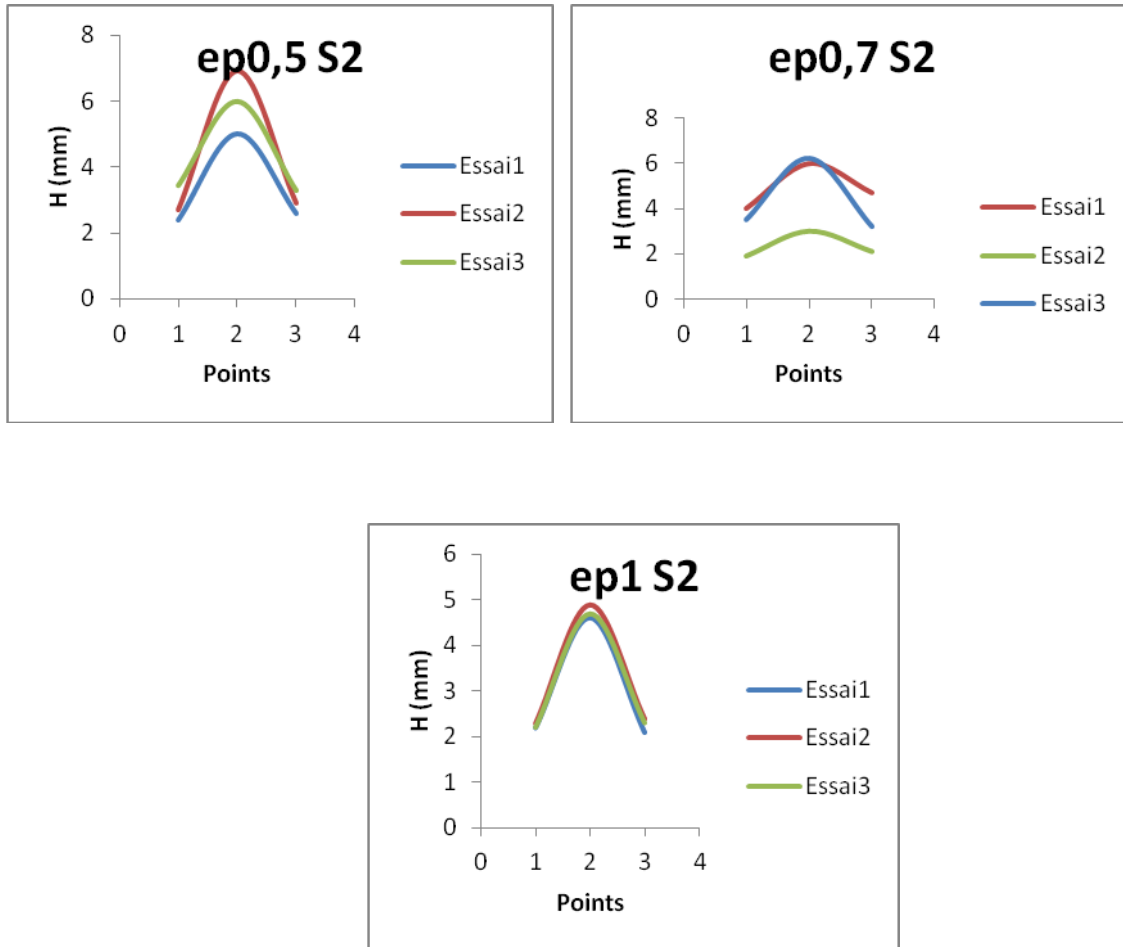 ep0,5 S2
8
6
4
2
0
H (mm)
0 1 2 3 4
Points
Essai1
Essai2
Essai3
ep0,7 S2
8
6
4
2
0
H (mm)
0 1 2 3 4
Points
Essai1
Essai2
Essai3
ep1 S2
6
5
4
3
2
1
0
H (mm)
0 1 2 3 4
Points
Essai1
Essai2
Essai3